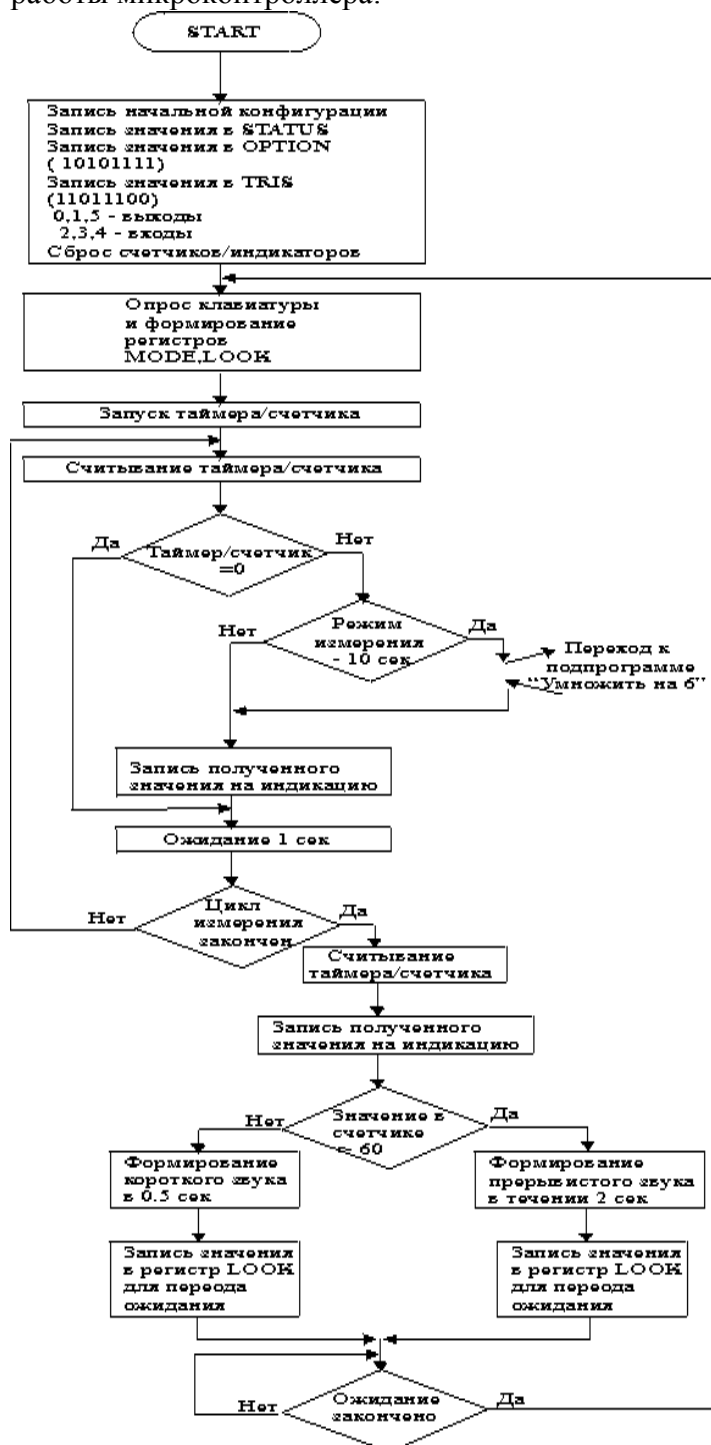 работы микроконтроллера.
START
Запись начальной конфигурации
Запись значения в STATUS
Запись значения в OPTION
( 10101111)
Запись значения в TRIS
(11011100)
0,1,5 - выходы
2,3,4 - входы
Сброс счетчиков/индикаторов
Опрос клавиатуры
и формирование
регистров
MODE,LOOK
Запуск таймера/счетчика
Считывание таймера/счетчика
Да
Нет
Таймер/счетчик
=0
Нет
Режим
измерения
- 10 сек
Да
Переход к
подпрограмме
“Умножить на 6”
Запись полученного
значения на индикацию
Ожидание 1 сек
Нет
Цикл
измерения
закончен
Да
Считывание
таймера/счетчика
Запись полученного
значения на индикацию
Нет
Значение в
счетчике
= 60
Да
Формирование
короткого звука
в 0.5 сек
Формирование
прерывистого звука
в течении 2 сек
Запись значения
в регистр LOOK
для переода
ожидания
Запись значения
в регистр LOOK
для переода
ожидания
Нет
Ожидание
закончено
Да